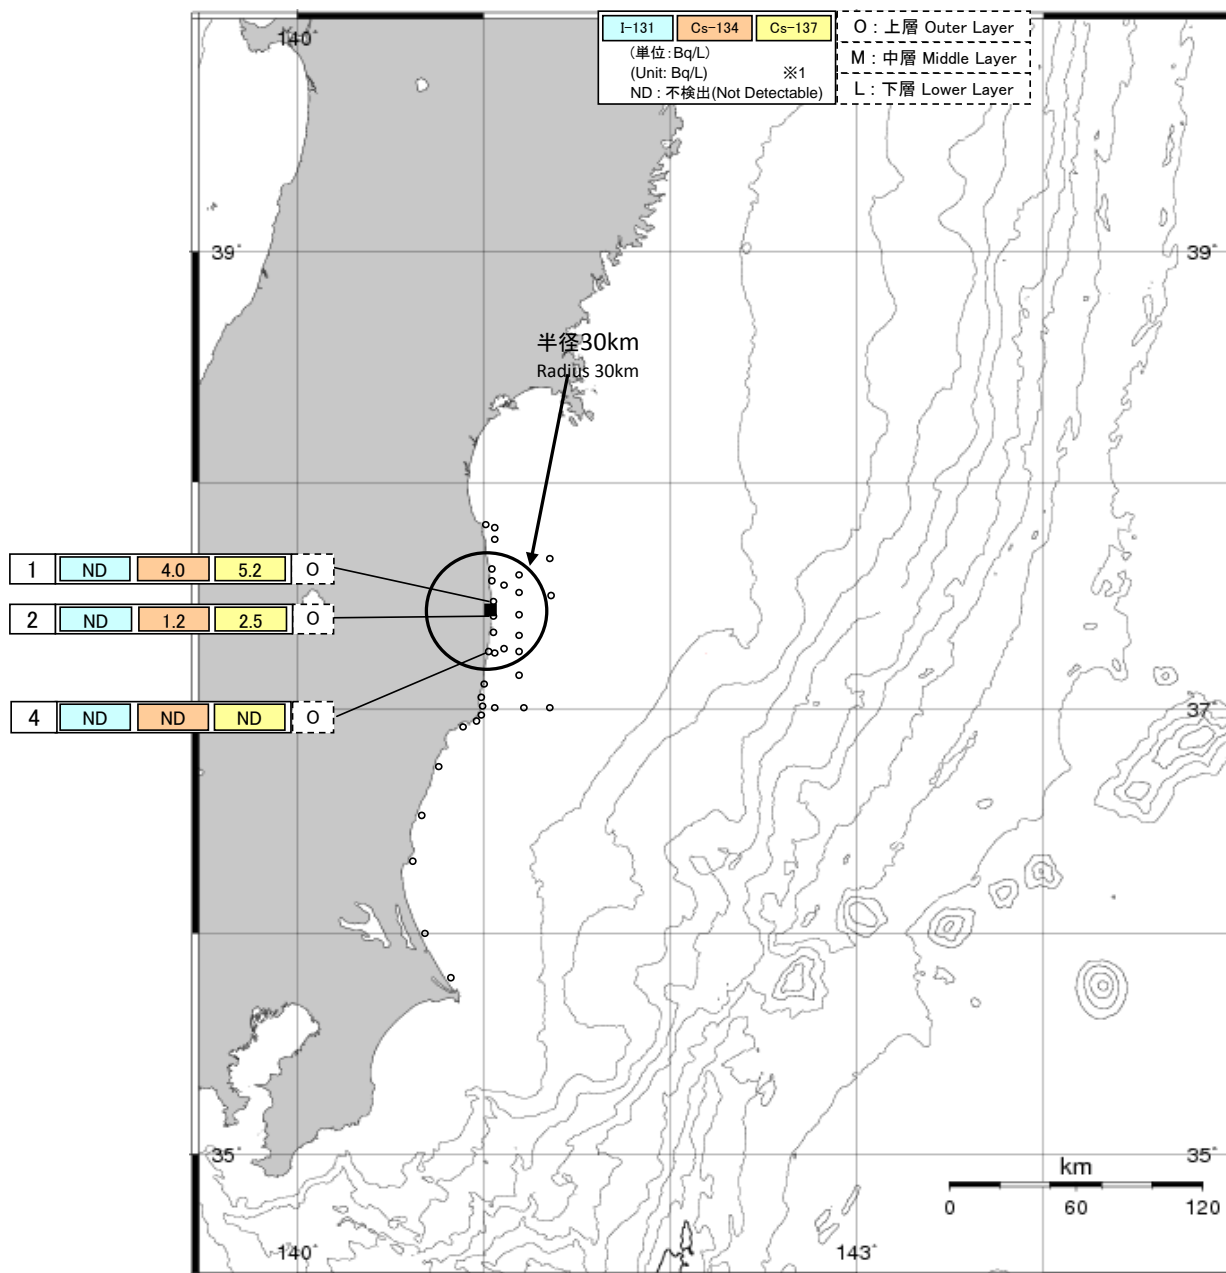 140°
I-131 Cs-134 Cs-137
(単位:Bq/L)
(Unit: Bq/L) ※1
ND : 不検出(Not Detectable)
O : 上層 Outer Layer
M : 中層 Middle Layer
L : 下層 Lower Layer
39° 39°
半径30km
Radius 30km
1 ND 4.0 5.2 O
2 ND 1.2 2.5 O
4 ND ND ND O
37° 37°
35° 35°
km
0 60 120
140° 143°